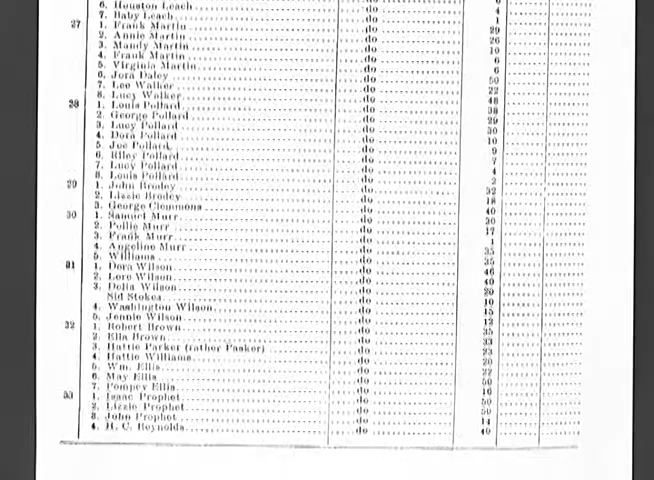 6
6. Houston Leach ........ do ........ 4
7. Baby Leach ........ do ........ 1
27 1. Frank Martin ........ do ........ 29
2. Annie Martin ........ do ........ 26
3. Mandy Martin ........ do ........ 10
4. Frank Martin ........ do ........ 6
5. Virginia Martin ........ do ........ 6
6. Jora Daley ........ do ........ 50
7. Lee Walker ........ do ........ 22
8. Lucy Walker ........ do ........ 48
28 1. Louis Pollard ........ do ........ 38
2. George Pollard ........ do ........ 29
3. Lucy Pollard ........ do ........ 30
4. Dora Pollard ........ do ........ 10
5. Joe Pollard ........ do ........ 9
6. Riley Pollard ........ do ........ 7
7. Lucy Pollard ........ do ........ 4
8. Louis Pollard ........ do ........ 2
29 1. John Brodey ........ do ........ 32
2. Lizzie Brodey ........ do ........ 18
3. George Clemmons ........ do ........ 40
30 1. Samuel Murr ........ do ........ 30
2. Pollie Murr ........ do ........ 17
3. Frank Murr ........ do ........ 1
4. Angeline Murr ........ do ........ 35
5. Williams ........ do ........ 35
31 1. Dora Wilson ........ do ........ 46
2. Lore Wilson ........ do ........ 40
3. Delia Wilson ........ do ........ 20
Sid Stokes ........ do ........ 10
4. Washington Wilson ........ do ........ 15
5. Jennie Wilson ........ do ........ 12
32 1. Robert Brown ........ do ........ 35
2. Ella Brown ........ do ........ 33
3. Hattie Parker (father Pasker) ........ do ........ 23
4. Hattie Williams ........ do ........ 20
5. Wm. Ellis ........ do ........ 22
6. May Ellis ........ do ........ 50
7. Pompey Ellis ........ do ........ 16
33 1. Isaac Prophet ........ do ........ 50
2. Lizzie Prophet ........ do ........ 50
3. John Prophet ........ do ........ 14
4. H. C. Reynolds ........ do ........ 40